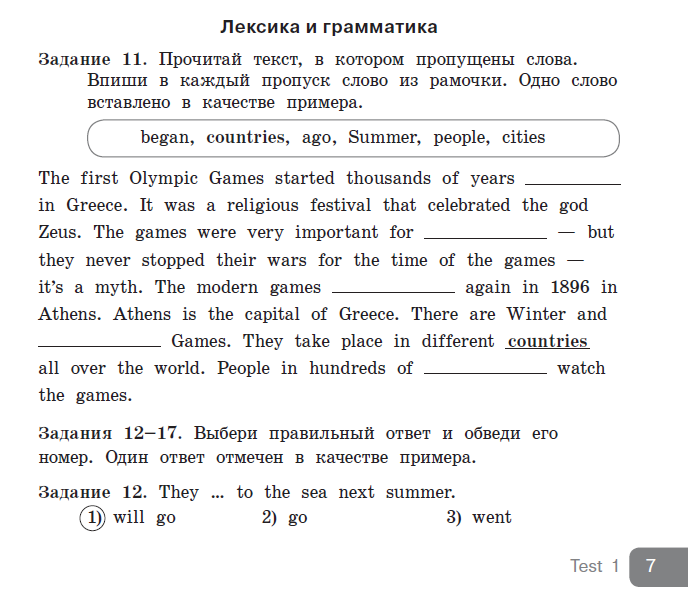 Лексика и грамматика
Задание 11. Прочитай текст, в котором пропущены слова.
Впиши в каждый пропуск слово из рамочки. Одно слово
вставлено в качестве примера.
began, countries, ago, Summer, people, cities
The first Olympic Games started thousands of years ________
in Greece. It was a religious festival that celebrated the god
Zeus. The games were very important for ________ — but
they never stopped their wars for the time of the games —
it's a myth. The modern games ________ again in 1896 in
Athens. Athens is the capital of Greece. There are Winter and
________ Games. They take place in different countries
all over the world. People in hundreds of ________ watch
the games.
Задания 12–17. Выбери правильный ответ и обведи его
номер. Один ответ отмечен в качестве примера.
Задание 12. They ... to the sea next summer.
1) will go 2) go 3) went
Test 1 7